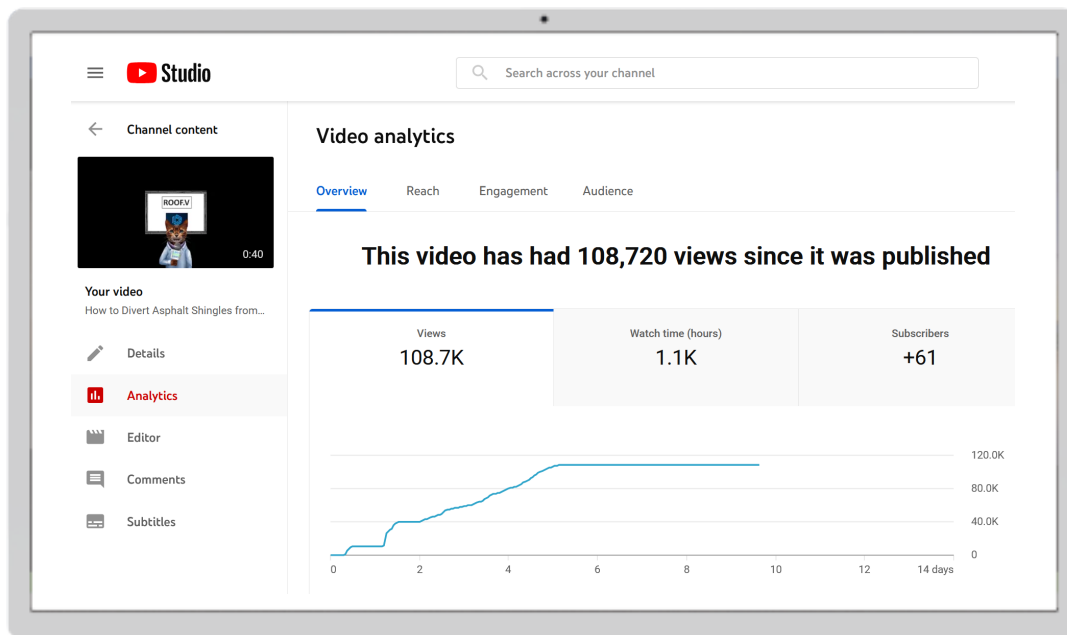 Studio
Search across your channel
Channel content
ROOF.V
0:40
Your video
How to Divert Asphalt Shingles from...
Details
Analytics
Editor
Comments
Subtitles
Video analytics
Overview Reach Engagement Audience
This video has had 108,720 views since it was published
Views Watch time (hours) Subscribers
108.7K 1.1K +61
120.0K
80.0K
40.0K
0
0 2 4 6 8 10 12 14 days